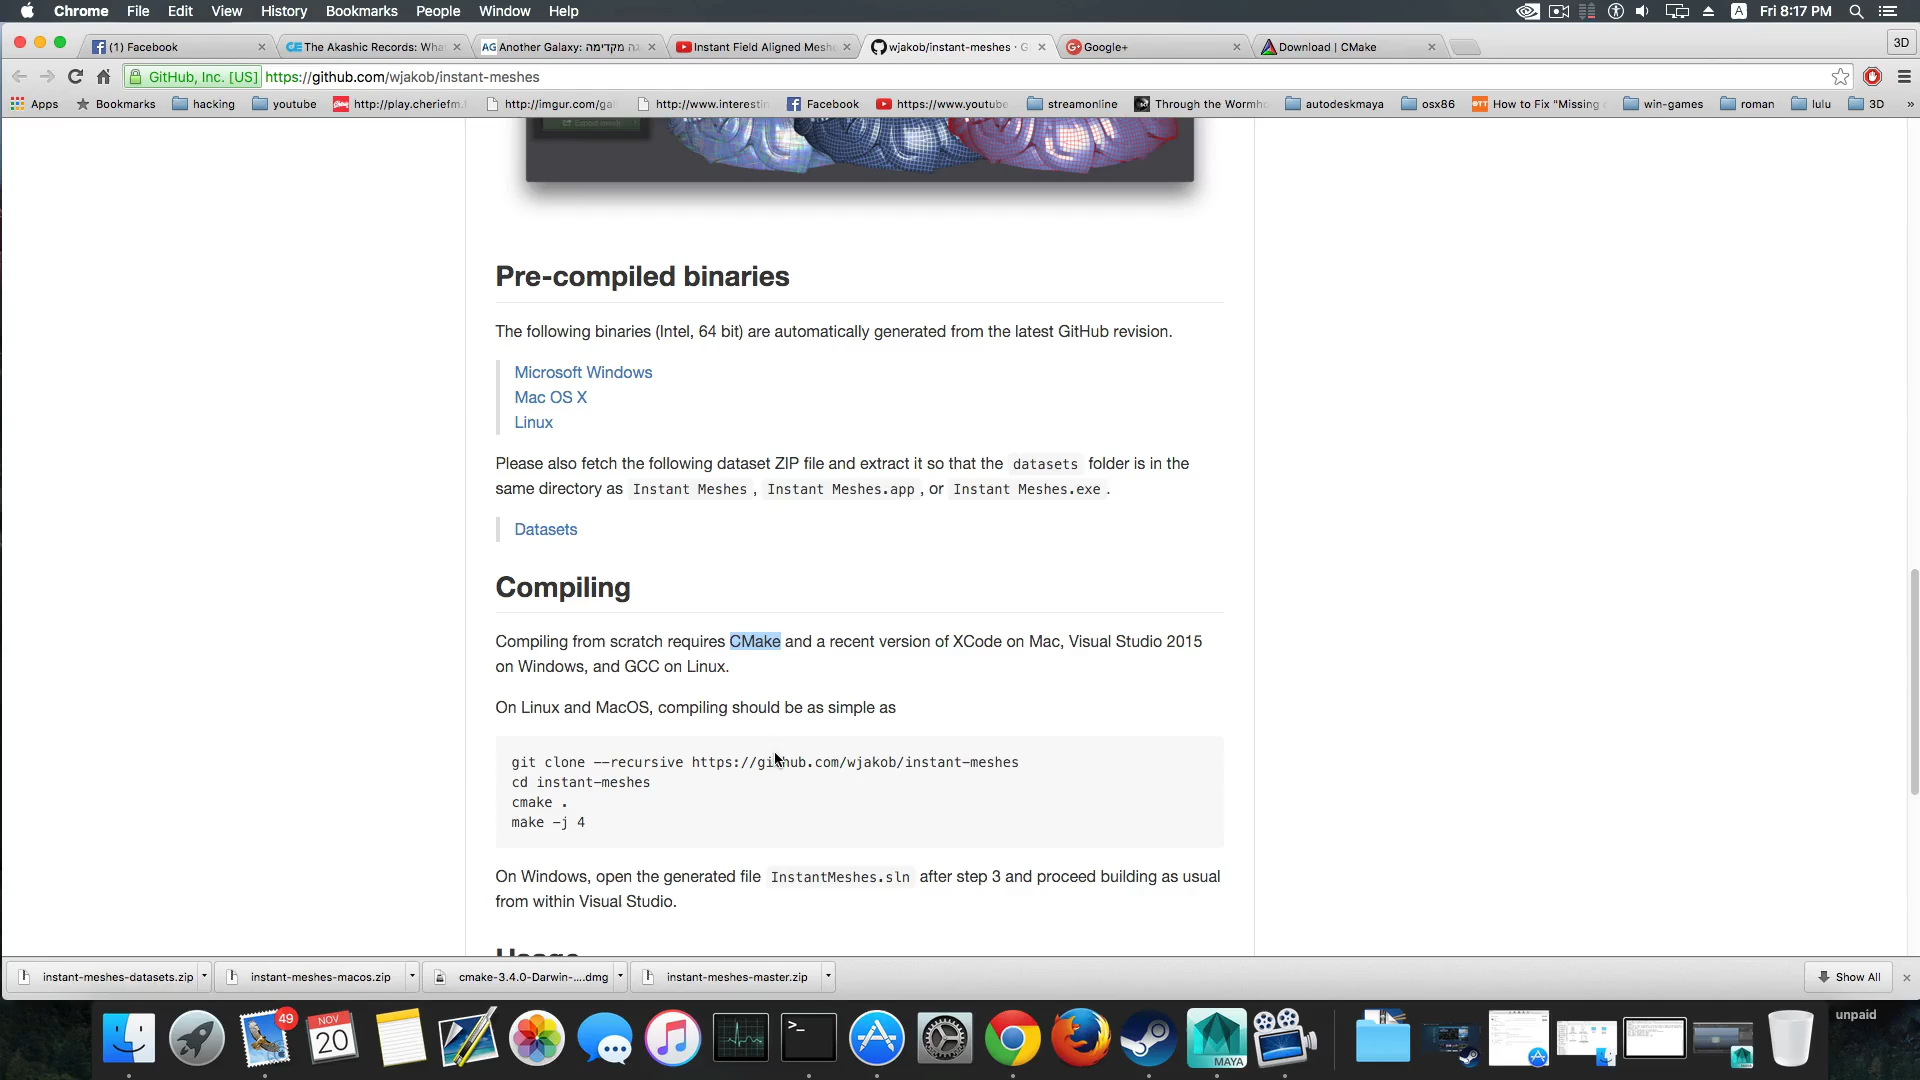 Chrome File Edit View History Bookmarks People Window Help A Fri 8:17 PM
(1) Facebook The Akashic Records: Wha AG Another Galaxy: מקדימה Instant Field Aligned Mesh wjakob/instant-meshes · G Google+ Download | CMake 3D
GitHub, Inc. [US] https://github.com/wjakob/instant-meshes
Apps Bookmarks hacking youtube http://play.cheriefm. http://imgur.com/gal http://www.interestin Facebook https://www.youtube streamonline Through the Wormh autodeskmaya osx86 How to Fix "Missing win-games roman lulu 3D »
Pre-compiled binaries
The following binaries (Intel, 64 bit) are automatically generated from the latest GitHub revision.
Microsoft Windows
Mac OS X
Linux
Please also fetch the following dataset ZIP file and extract it so that the datasets folder is in the
same directory as Instant Meshes , Instant Meshes.app , or Instant Meshes.exe .
Datasets
Compiling
Compiling from scratch requires CMake and a recent version of XCode on Mac, Visual Studio 2015
on Windows, and GCC on Linux.
On Linux and MacOS, compiling should be as simple as
git clone --recursive https://github.com/wjakob/instant-meshes
cd instant-meshes
cmake .
make -j 4
On Windows, open the generated file InstantMeshes.sln after step 3 and proceed building as usual
from within Visual Studio.
Usage
instant-meshes-datasets.zip instant-meshes-macos.zip cmake-3.4.0-Darwin-....dmg instant-meshes-master.zip Show All
49 NOV 20 MAYA unpaid